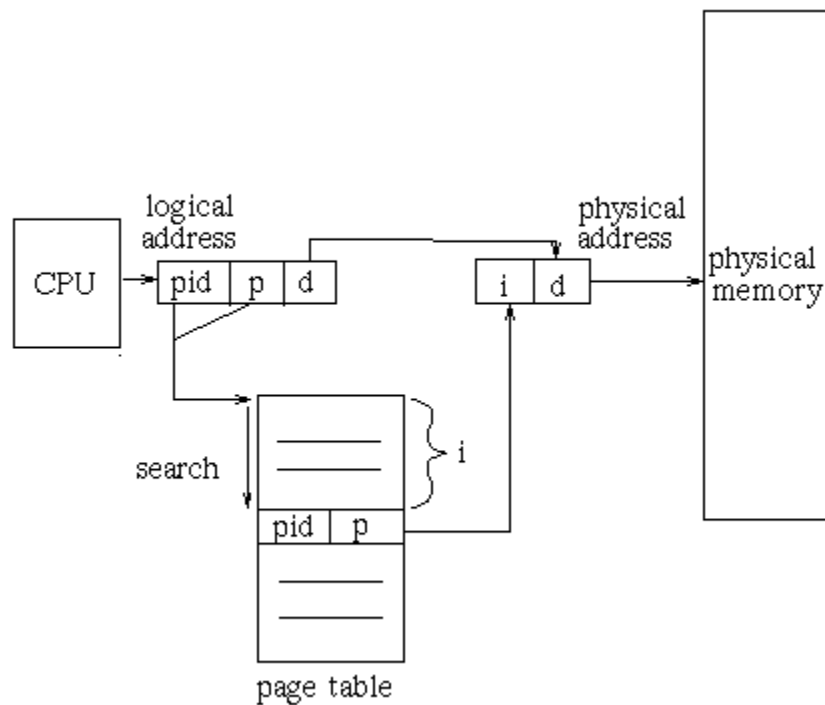 logical
address
physical
address
CPU
pid p d
i d
physical
memory
search
i
pid p
page table